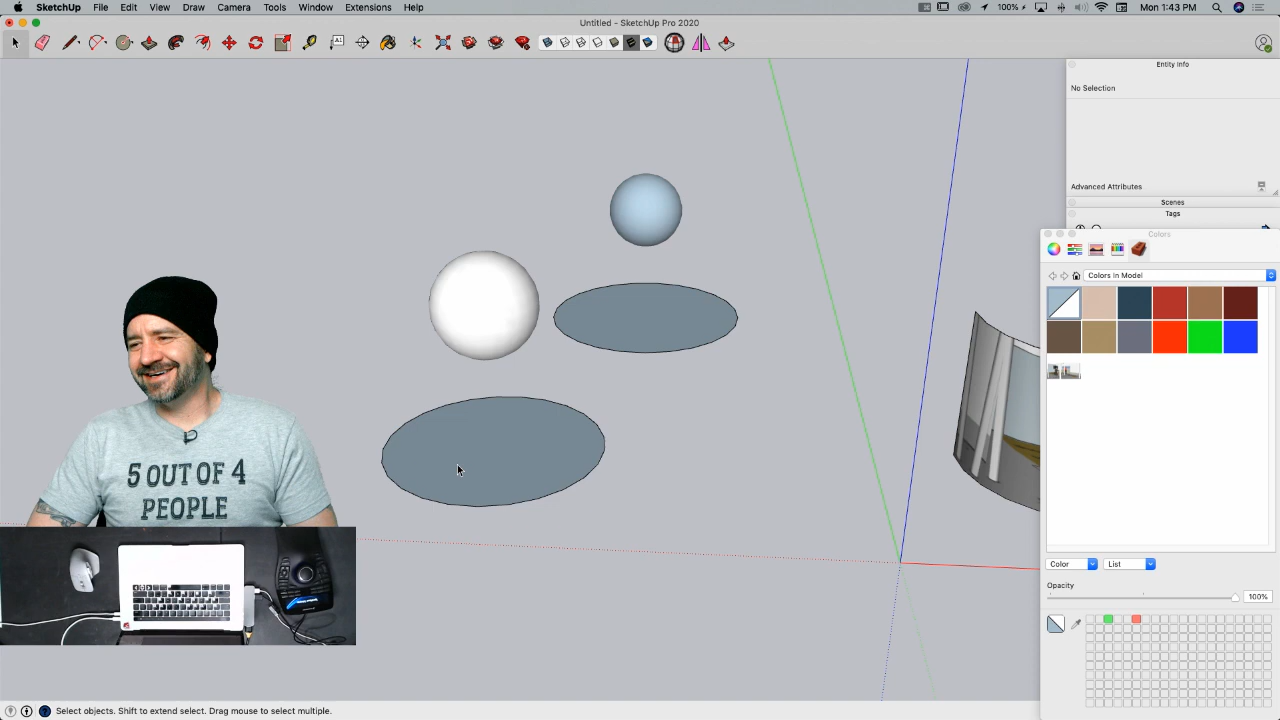 SketchUp File Edit View Draw Camera Tools Window Extensions Help 100% Mon 1:43 PM
Untitled - SketchUp Pro 2020
Entity Info
No Selection
Advanced Attributes
Scenes
Tags
Colors
Colors In Model
Color List
Opacity
100%
5 OUT OF 4
PEOPLE
Select objects. Shift to extend select. Drag mouse to select multiple.